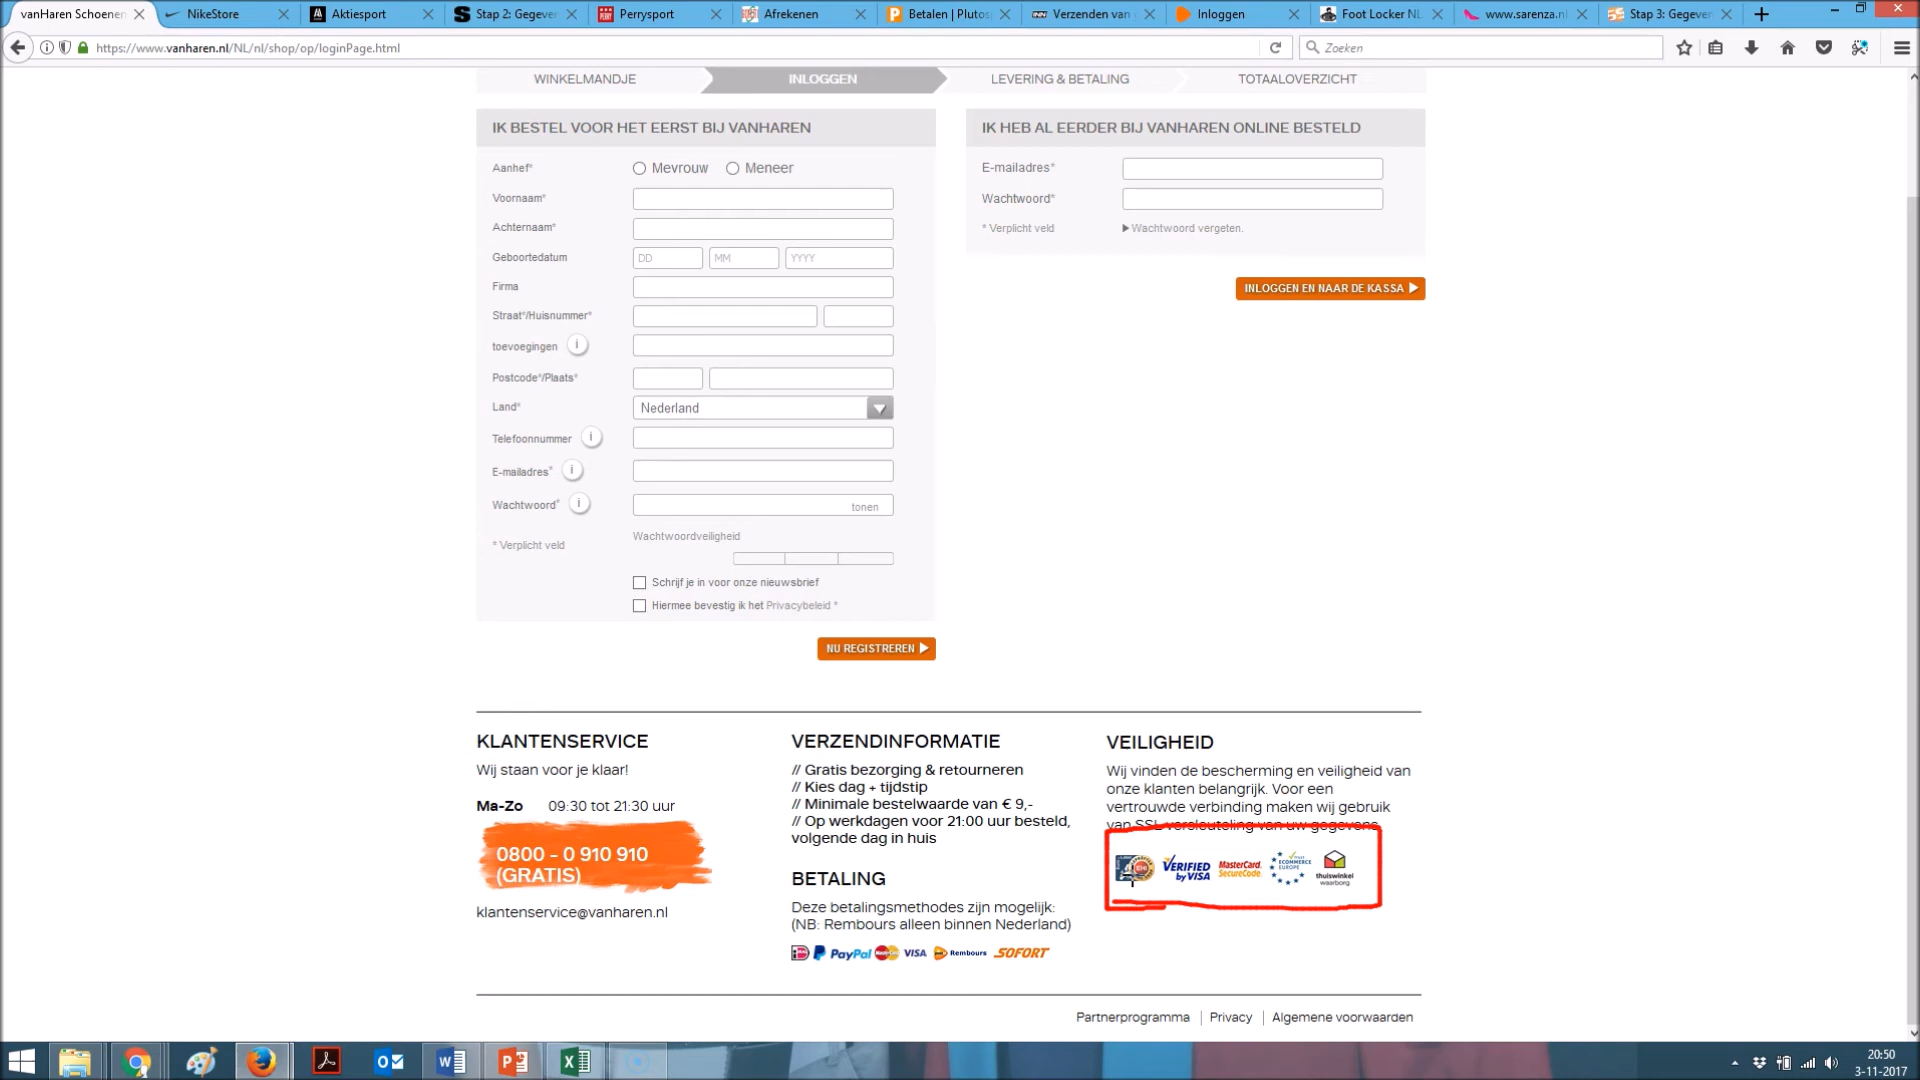 vanHaren Schoenen
NikeStore
Aktiesport
Stap 2: Gegeven
Perrysport
Afrekenen
Betalen | Plutos
Verzenden van
Inloggen
Foot Locker NL
www.sarenza.nl
Stap 3: Gegeven
https://www.vanharen.nl/NL/nl/shop/op/loginPage.html
Zoeken
WINKELMANDJE
INLOGGEN
LEVERING & BETALING
TOTAALOVERZICHT
IK BESTEL VOOR HET EERST BIJ VANHAREN
Aanhef*
Mevrouw
Meneer
Voornaam*
Achternaam*
Geboortedatum
DD
MM
YYYY
Firma
Straat*/Huisnummer*
toevoegingen
i
Postcode*/Plaats*
Land*
Nederland
Telefoonnummer
i
E-mailadres*
i
Wachtwoord*
i
tonen
* Verplicht veld
Wachtwoordveiligheid
Schrijf je in voor onze nieuwsbrief
Hiermee bevestig ik het Privacybeleid *
NU REGISTREREN
IK HEB AL EERDER BIJ VANHAREN ONLINE BESTELD
E-mailadres*
Wachtwoord*
* Verplicht veld
Wachtwoord vergeten.
INLOGGEN EN NAAR DE KASSA
KLANTENSERVICE
Wij staan voor je klaar!
Ma-Zo 09:30 tot 21:30 uur
0800 - 0 910 910
(GRATIS)
klantenservice@vanharen.nl
VERZENDINFORMATIE
// Gratis bezorging & retourneren
// Kies dag + tijdstip
// Minimale bestelwaarde van € 9,-
// Op werkdagen voor 21:00 uur besteld,
volgende dag in huis
BETALING
Deze betalingsmethodes zijn mogelijk:
(NB: Rembours alleen binnen Nederland)
PayPal
VISA
Rembours
SOFORT
VEILIGHEID
Wij vinden de bescherming en veiligheid van
onze klanten belangrijk. Voor een
vertrouwde verbinding maken wij gebruik
van SSL versleuteling van uw gegevens
VERIFIED
by VISA
MasterCard.
SecureCode.
ECOMMERCE
EUROPE
thuiswinkel
waarborg
Partnerprogramma
Privacy
Algemene voorwaarden
20:50
3-11-2017